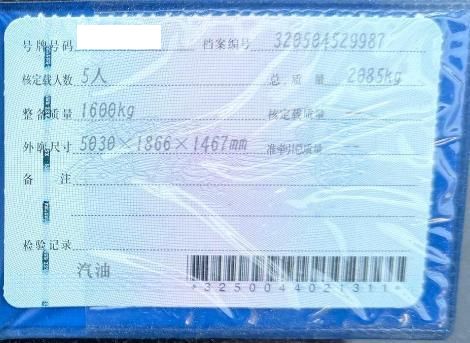 号牌号码 档案编号 320504529987
核定载人数 5人 总质量 2085kg
整备质量 1600kg 核定载质量 --
外廓尺寸 5030×1866×1467mm 准牵引总质量 --
备注
检验记录
汽油
*3250044021311*